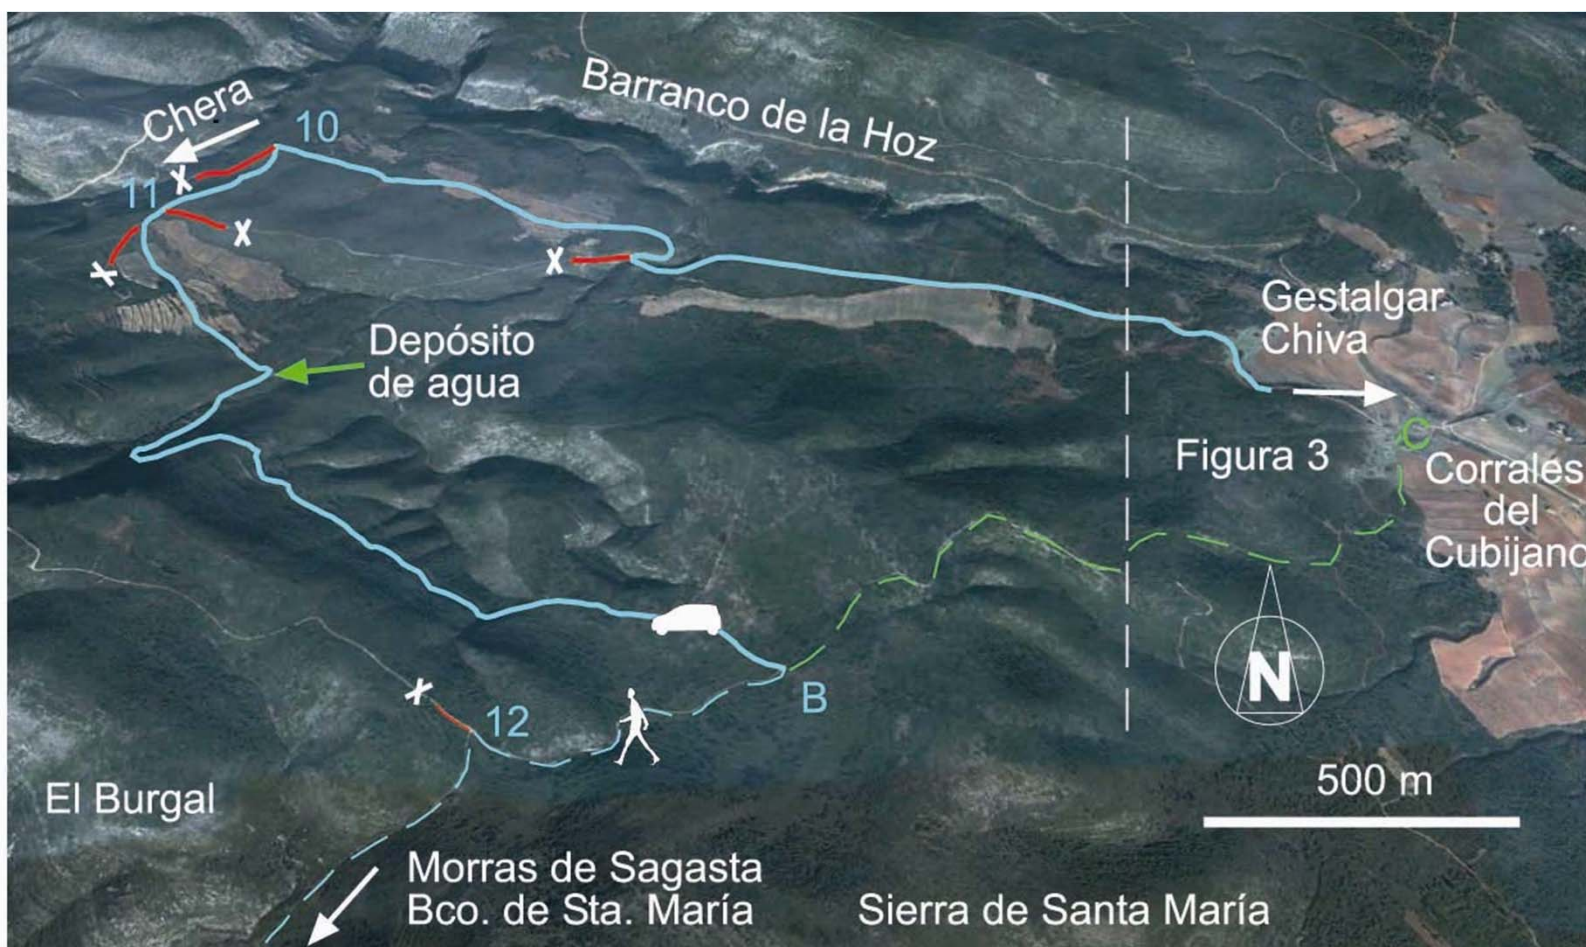 Chera
10
Barranco de la Hoz
11
Gestalgar-
Chiva
Depósito
de agua
C
Figura 3
Corrales
del
Cubijano
B
N
12
500 m
El Burgal
Morras de Sagasta
Bco. de Sta. María
Sierra de Santa María